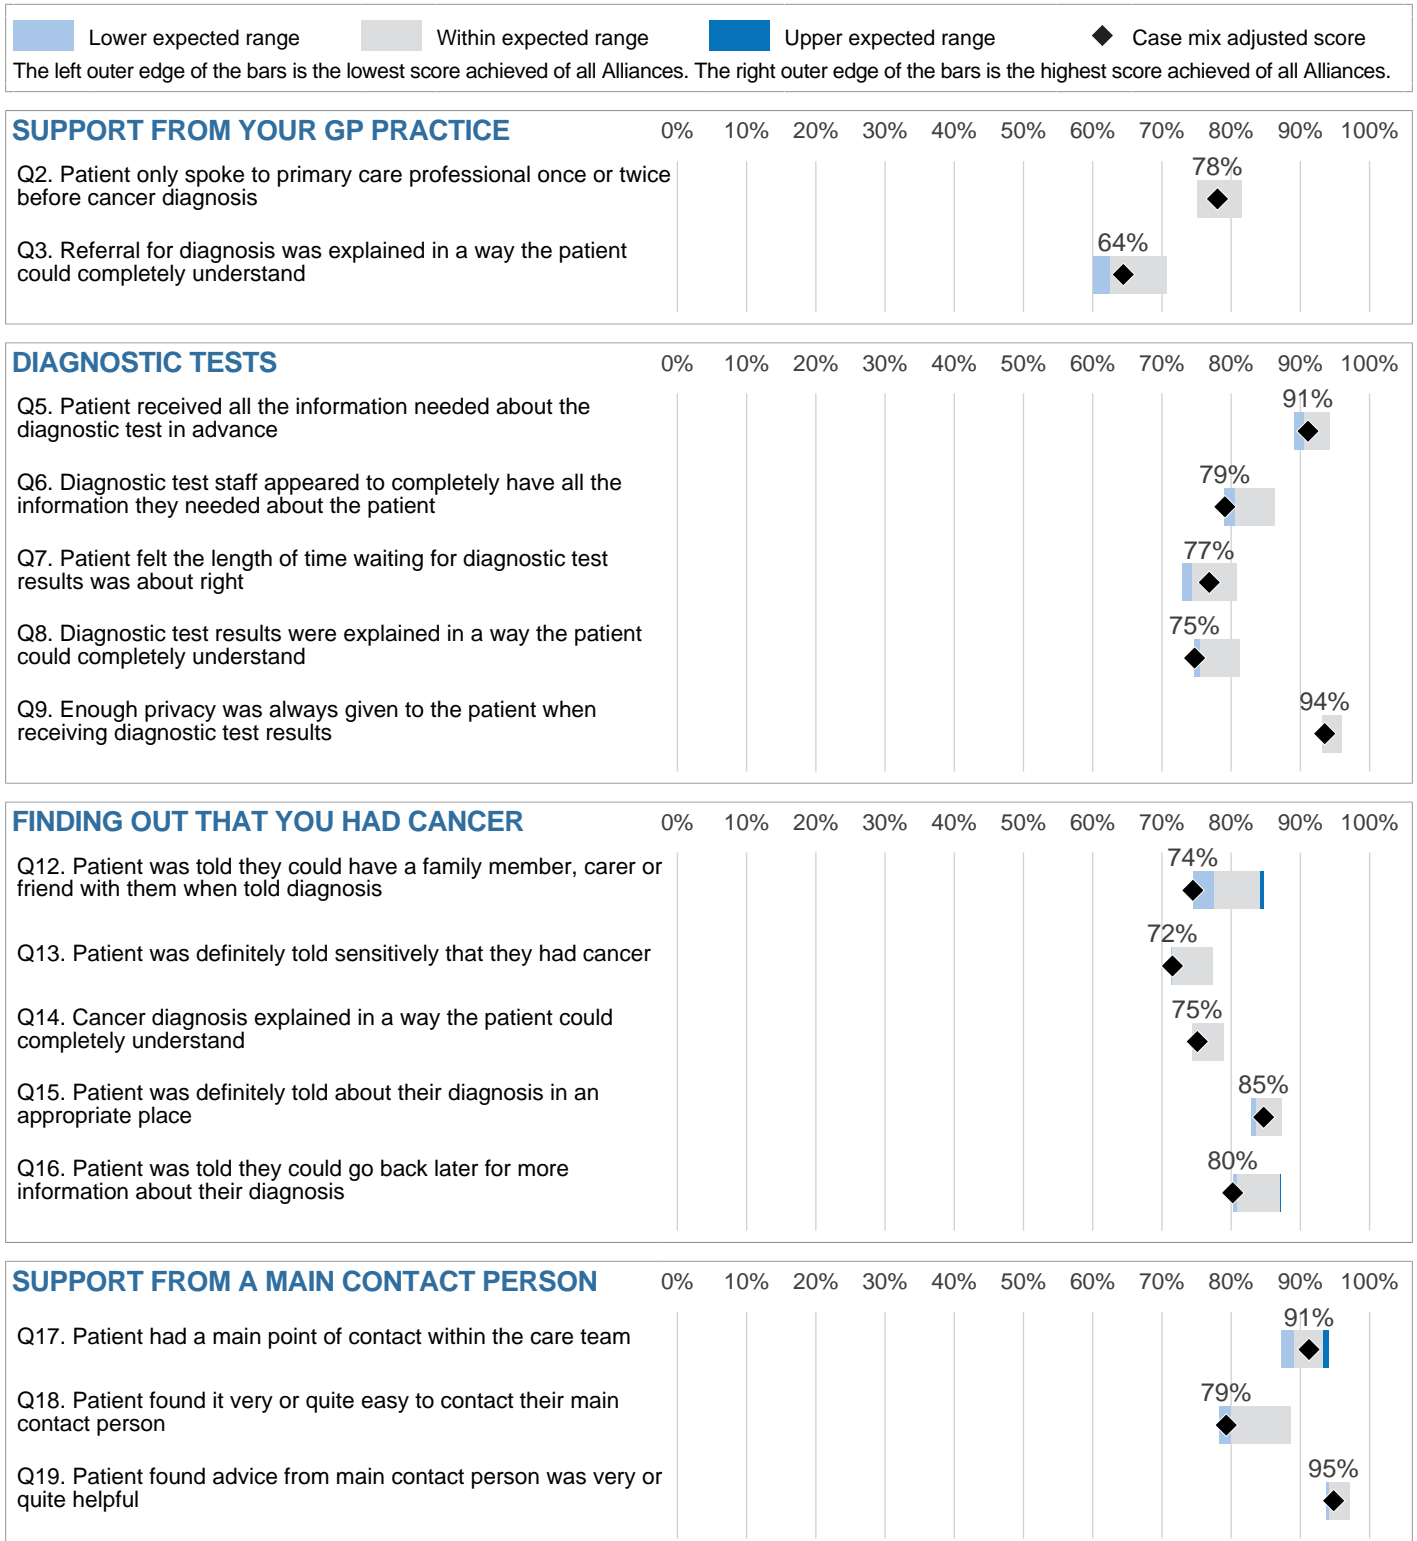 Lower expected range Within expected range Upper expected range Case mix adjusted score
The left outer edge of the bars is the lowest score achieved of all Alliances. The right outer edge of the bars is the highest score achieved of all Alliances.
SUPPORT FROM YOUR GP PRACTICE 0% 10% 20% 30% 40% 50% 60% 70% 80% 90% 100%
78%
Q2. Patient only spoke to primary care professional once or twice
before cancer diagnosis
64%
Q3. Referral for diagnosis was explained in a way the patient
could completely understand
DIAGNOSTIC TESTS 0% 10% 20% 30% 40% 50% 60% 70% 80% 90% 100%
91%
Q5. Patient received all the information needed about the
diagnostic test in advance
79%
Q6. Diagnostic test staff appeared to completely have all the
information they needed about the patient
77%
Q7. Patient felt the length of time waiting for diagnostic test
results was about right
75%
Q8. Diagnostic test results were explained in a way the patient
could completely understand
94%
Q9. Enough privacy was always given to the patient when
receiving diagnostic test results
FINDING OUT THAT YOU HAD CANCER 0% 10% 20% 30% 40% 50% 60% 70% 80% 90% 100%
74%
Q12. Patient was told they could have a family member, carer or
friend with them when told diagnosis
72%
Q13. Patient was definitely told sensitively that they had cancer
75%
Q14. Cancer diagnosis explained in a way the patient could
completely understand
85%
Q15. Patient was definitely told about their diagnosis in an
appropriate place
80%
Q16. Patient was told they could go back later for more
information about their diagnosis
SUPPORT FROM A MAIN CONTACT PERSON 0% 10% 20% 30% 40% 50% 60% 70% 80% 90% 100%
91%
Q17. Patient had a main point of contact within the care team
79%
Q18. Patient found it very or quite easy to contact their main
contact person
95%
Q19. Patient found advice from main contact person was very or
quite helpful